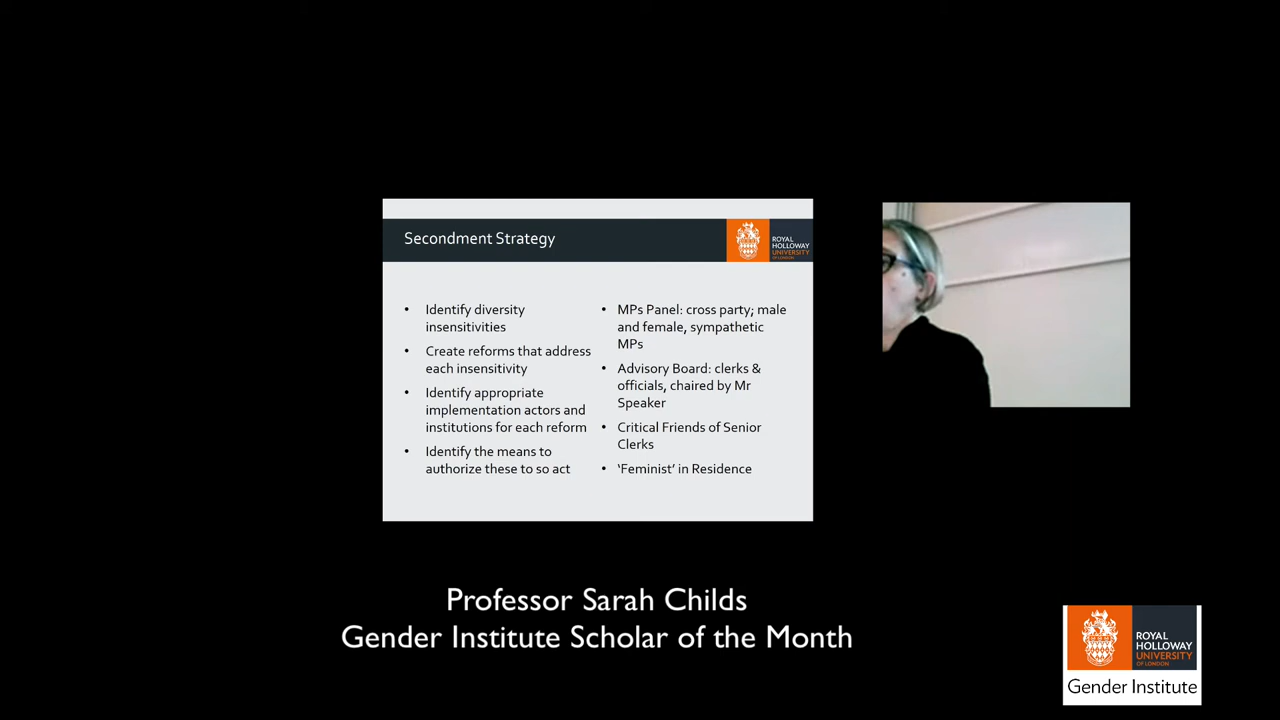 Secondment Strategy
ROYAL
HOLLOWAY
UNIVERSITY
OF LONDON
• Identify diversity
insensitivities
• Create reforms that address
each insensitivity
• Identify appropriate
implementation actors and
institutions for each reform
• Identify the means to
authorize these to so act
• MPs Panel: cross party; male
and female, sympathetic
MPs
• Advisory Board: clerks &
officials, chaired by Mr
Speaker
• Critical Friends of Senior
Clerks
• ‘Feminist’ in Residence
Professor Sarah Childs
Gender Institute Scholar of the Month
ROYAL
HOLLOWAY
UNIVERSITY
OF LONDON
Gender Institute